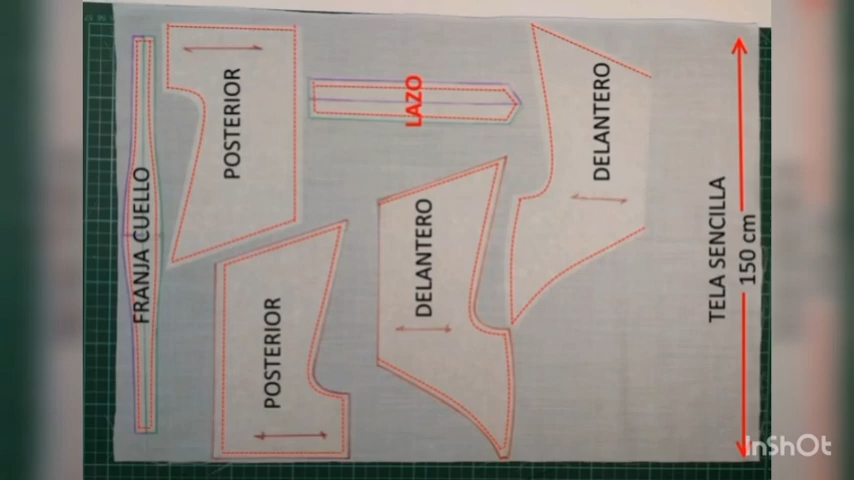 FRANJA CUELLO
POSTERIOR
POSTERIOR
LAZO
DELANTERO
DELANTERO
TELA SENCILLA
150 cm
InShOt